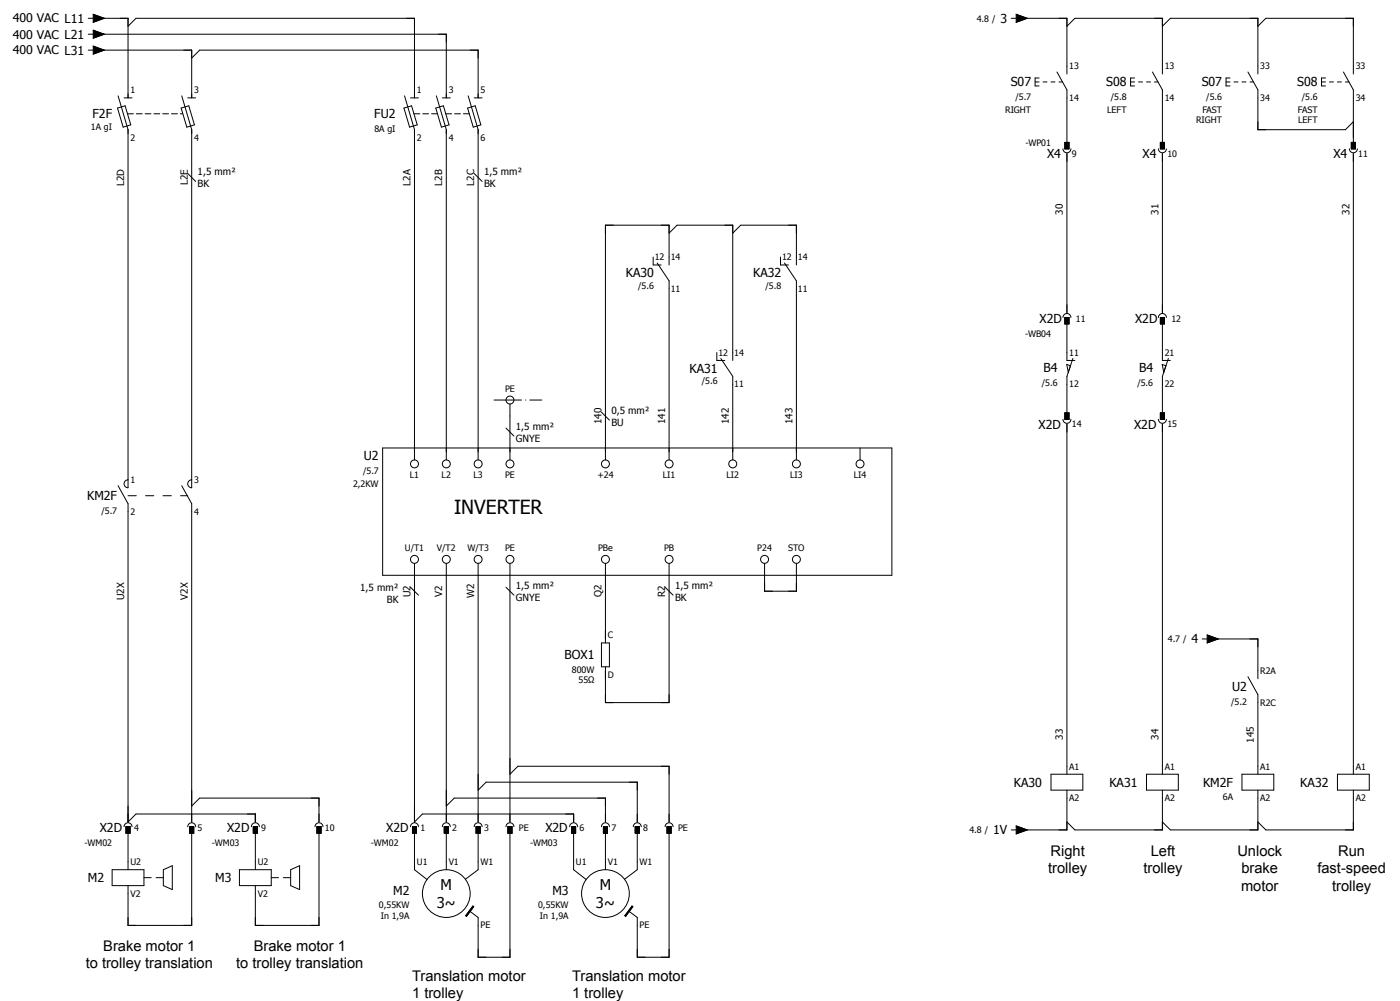 400 VAC L11
400 VAC L21
400 VAC L31
4.8 / 3
1 3
F2F
1A gI
2 4
1 3 5
FU2
8A gI
2 4 6
13
S07 E
/5.7
14
RIGHT
13
S08 E
/5.8
14
LEFT
33
S07 E
/5.6
34
FAST
RIGHT
33
S08 E
/5.6
34
FAST
LEFT
-WP01
X4 9
X4 10
X4 11
L2D
L2E
1,5 mm²
BK
L2A
L2B
L2C
1,5 mm²
BK
30
31
32
12 14
KA30
/5.6
11
12 14
KA32
/5.8
11
12 14
KA31
/5.6
11
X2D 11
-WB04
X2D 12
11
B4
/5.6
12
21
B4
/5.6
22
X2D 14
X2D 15
PE
1,5 mm²
GNYE
140
0,5 mm²
BU
141
142
143
U2
/5.7
2,2KW
L1 L2 L3 PE +24 LI1 LI2 LI3 LI4
INVERTER
U/T1 V/T2 W/T3 PE PBe PB P24 STO
1 3
KM2F
/5.7
2 4
U2X
V2X
1,5 mm²
BK
U2
V2
W2
1,5 mm²
GNYE
Q2
R2
1,5 mm²
BK
C
BOX1
800W
55Ω
D
4.7 / 4
R2A
U2
/5.2
R2C
33
34
145
A1
KA30
A2
A1
KA31
A2
A1
KM2F
6A
A2
A1
KA32
A2
4.8 / 1V
Right
trolley
Left
trolley
Unlock
brake
motor
Run
fast-speed
trolley
X2D 4 5
-WM02
X2D 9 10
-WM03
X2D 1 2 3 PE
-WM02
X2D 6 7 8 PE
-WM03
U2
M2
V2
U2
M3
V2
U1 V1 W1
M2
0,55KW
In 1,9A
M
3~
PE
U1 V1 W1
M3
0,55KW
In 1,9A
M
3~
PE
Brake motor 1
to trolley translation
Brake motor 1
to trolley translation
Translation motor
1 trolley
Translation motor
1 trolley